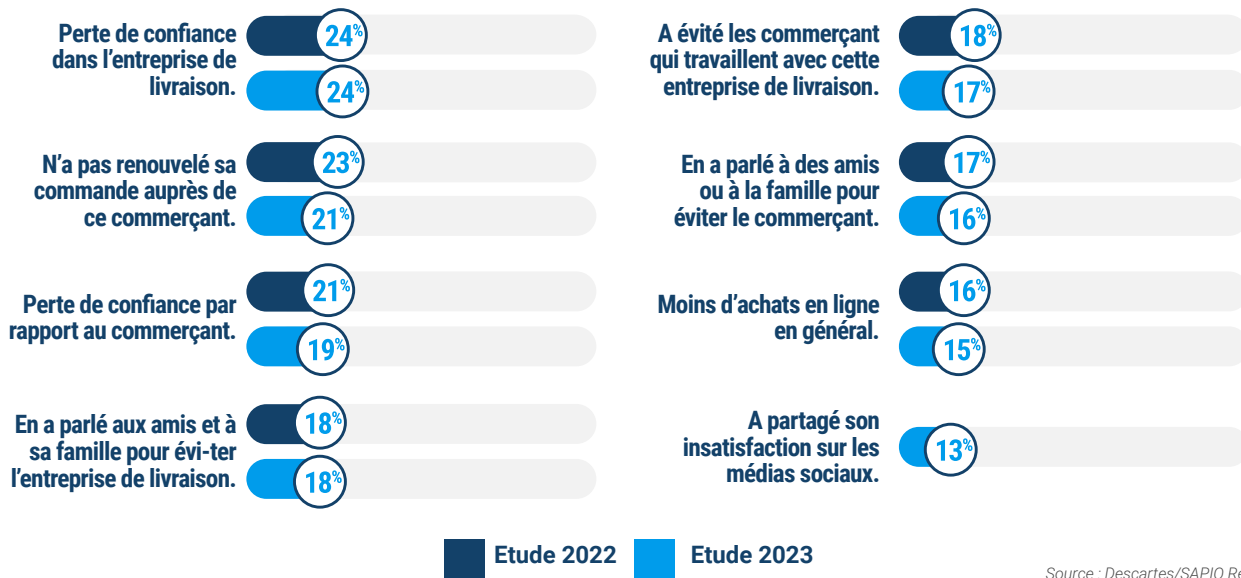 Perte de confiance
dans l'entreprise de
livraison.
24%
24%
N'a pas renouvelé sa
commande auprès de
ce commerçant.
23%
21%
Perte de confiance par
rapport au commerçant.
21%
19%
En a parlé aux amis et à
sa famille pour évi-ter
l'entreprise de livraison.
18%
18%
A évité les commerçant
qui travaillent avec cette
entreprise de livraison.
18%
17%
En a parlé à des amis
ou à la famille pour
éviter le commerçant.
17%
16%
Moins d'achats en ligne
en général.
16%
15%
A partagé son
insatisfaction sur les
médias sociaux.
13%
Etude 2022
Etude 2023
Source : Descartes/SAPIO Re